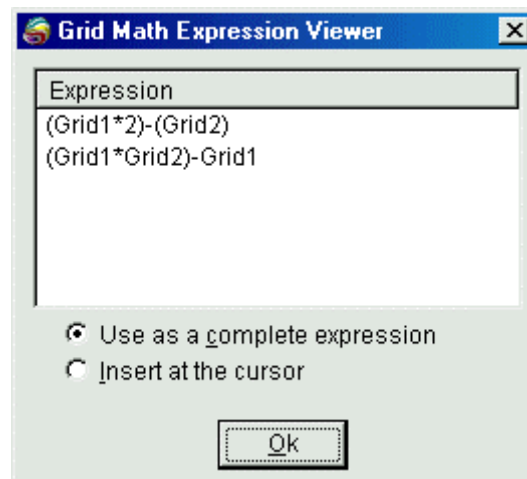 Grid Math Expression Viewer
Expression
(Grid1*2)-(Grid2)
(Grid1*Grid2)-Grid1
Use as a complete expression
Insert at the cursor
Ok